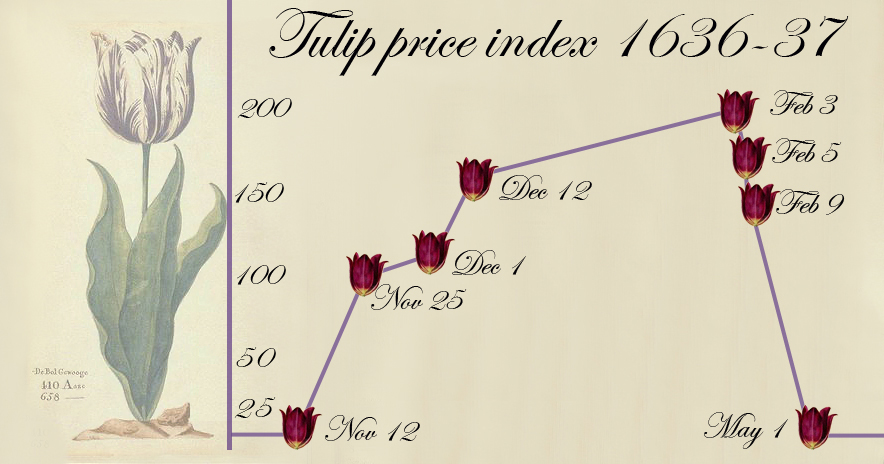 Tulip price index 1636-37
200
Feb 3
Feb 5
150
Dec 12
Feb 9
100
Dec 1
Nov 25
50
-De Bol Gewooge
410 Aase
658 —
25
Nov 12
May 1